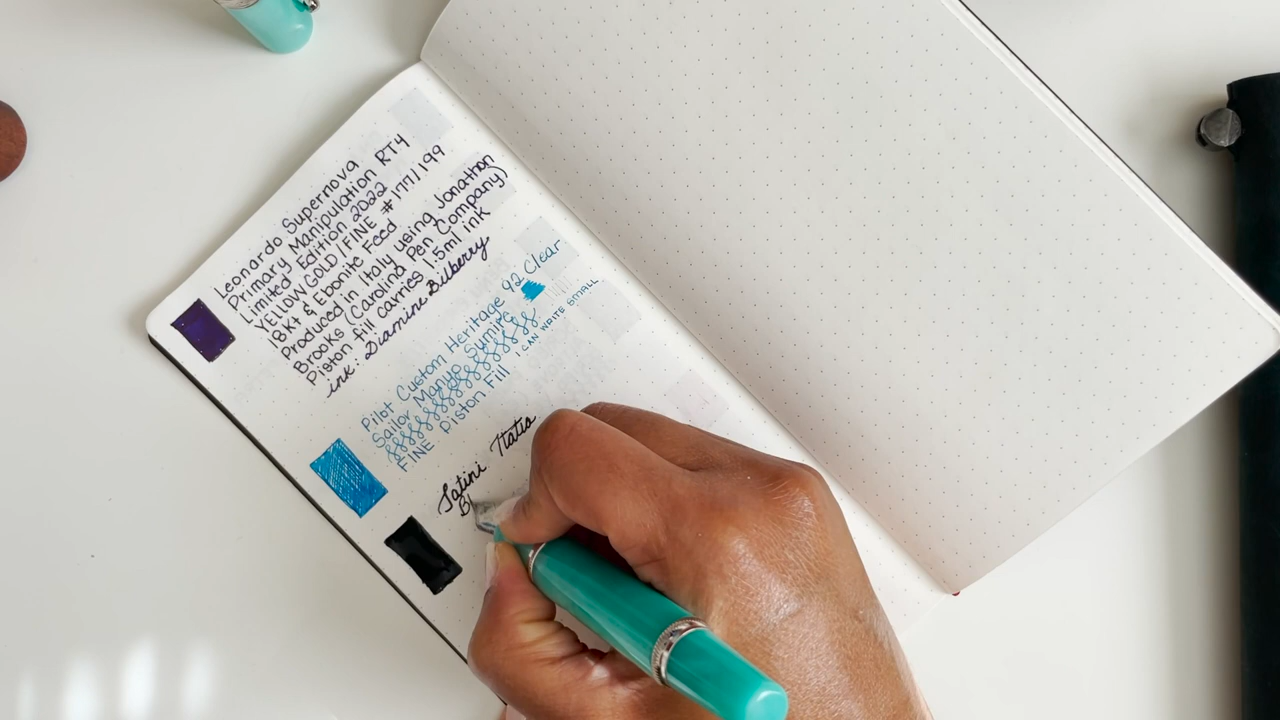 Leonardo Supernova
Primary Manipulation RT4
Limited Edition 2022
YELLOW GOLD/FINE #177/199
18kt & Ebonite Feed
Produced in Italy using Jonathon
Brooks (Carolina Pen Company)
Piston fill carries 1.5ml ink
ink: Diamine Bilberry
Pilot Custom Heritage 92 Clear
Sailor Manyo Sumire
FINE Piston Fill I CAN WRITE SMALL